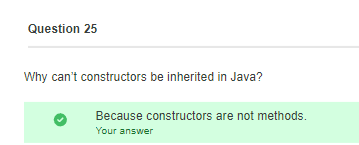 Question 25
Why can't constructors be inherited in Java?
Because constructors are not methods.
Your answer